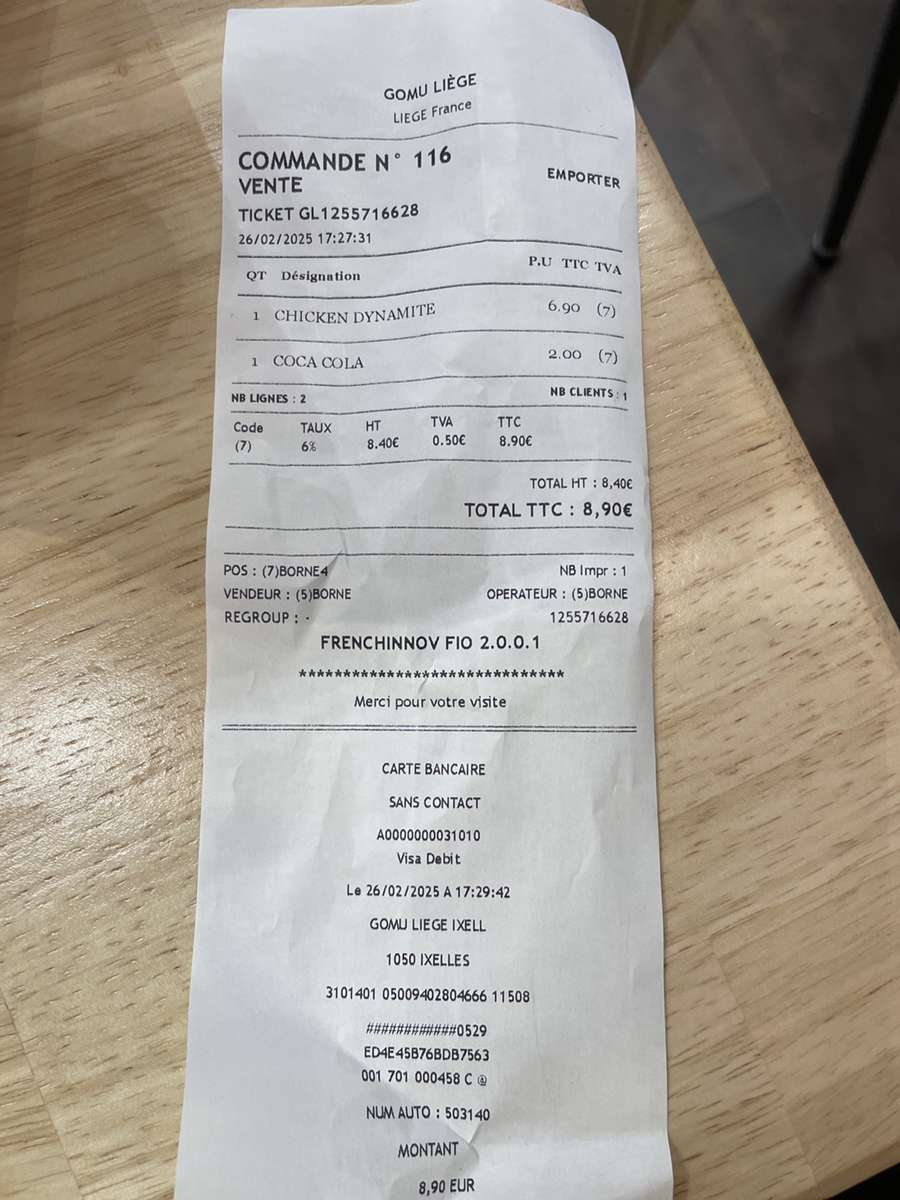 GOMU LIÈGE
LIEGE France
COMMANDE N° 116
VENTE
EMPORTER
TICKET GL1255716628
26/02/2025 17:27:31
QT Désignation P.U TTC TVA
1 CHICKEN DYNAMITE 6.90 (7)
1 COCA COLA 2.00 (7)
NB LIGNES : 2 NB CLIENTS : 1
Code TAUX HT TVA TTC
(7) 6% 8.40€ 0.50€ 8.90€
TOTAL HT : 8,40€
TOTAL TTC : 8,90€
POS : (7)BORNE4 NB Impr : 1
VENDEUR : (5)BORNE OPERATEUR : (5)BORNE
REGROUP : - 1255716628
FRENCHINNOV FIO 2.0.0.1
******************************
Merci pour votre visite
CARTE BANCAIRE
SANS CONTACT
A0000000031010
Visa Debit
Le 26/02/2025 A 17:29:42
GOMU LIEGE IXELL
1050 IXELLES
3101401 05009402804666 11508
############0529
ED4E45B76BDB7563
001 701 000458 C @
NUM AUTO : 503140
MONTANT
8,90 EUR